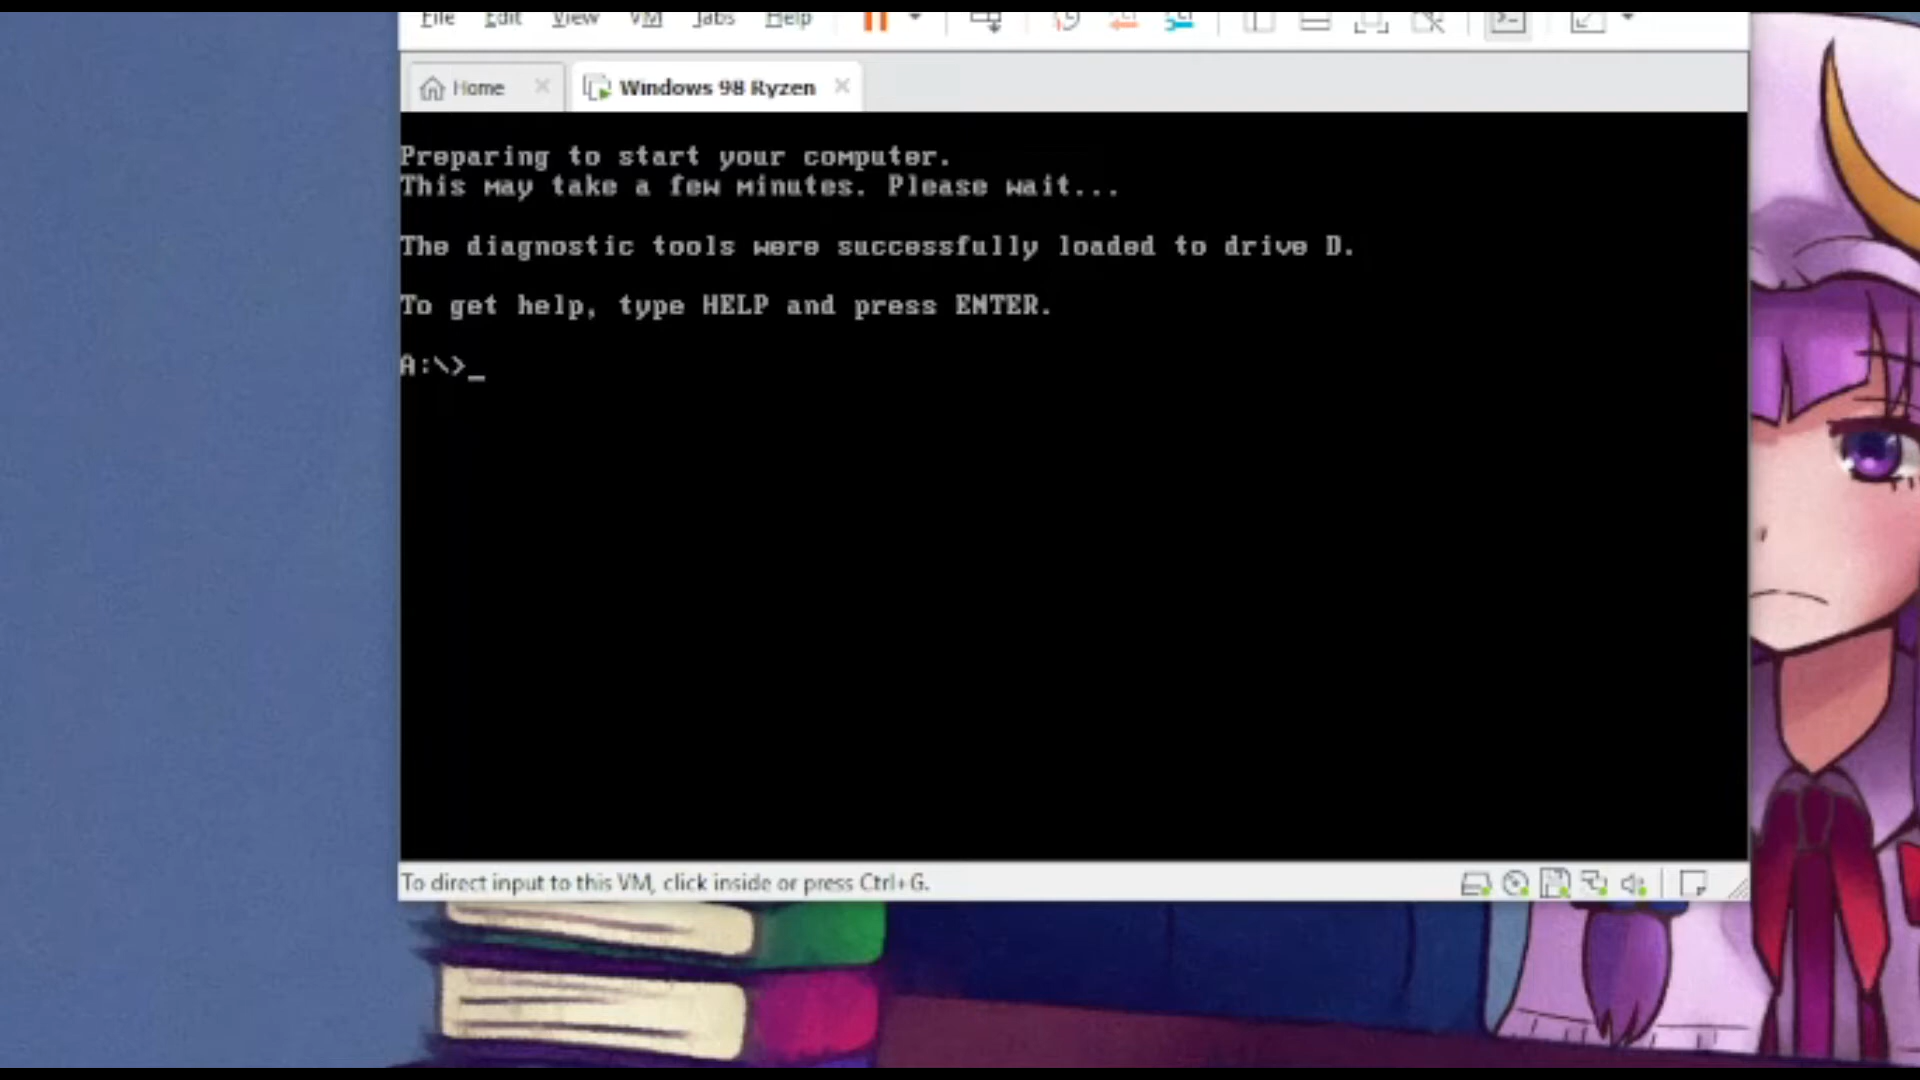 File Edit View VM Tabs Help
Home Windows 98 Ryzen
Preparing to start your computer.
This may take a few minutes. Please wait...
The diagnostic tools were successfully loaded to drive D.
To get help, type HELP and press ENTER.
A:\>_
To direct input to this VM, click inside or press Ctrl+G.